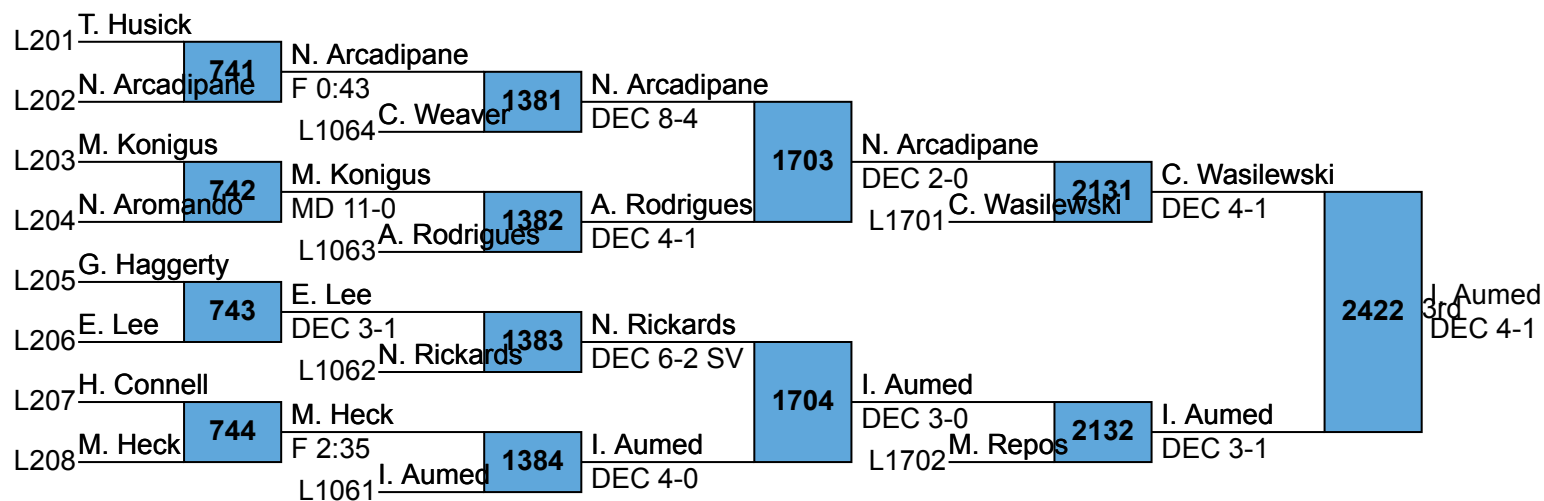 L201 T. Husick
741
L202 N. Arcadipane
N. Arcadipane
F 0:43
1381
L1064 C. Weaver
N. Arcadipane
DEC 8-4
L203 M. Konigus
742
L204 N. Aromando
M. Konigus
MD 11-0
1382
L1063 A. Rodrigues
A. Rodrigues
DEC 4-1
1703
N. Arcadipane
DEC 2-0
2131
L1701 C. Wasilewski
C. Wasilewski
DEC 4-1
L205 G. Haggerty
743
L206 E. Lee
E. Lee
DEC 3-1
1383
L1062 N. Rickards
N. Rickards
DEC 6-2 SV
L207 H. Connell
744
L208 M. Heck
M. Heck
F 2:35
1384
L1061 I. Aumed
I. Aumed
DEC 4-0
1704
I. Aumed
DEC 3-0
2132
L1702 M. Repos
I. Aumed
DEC 3-1
2422
3rd
I. Aumed
DEC 4-1